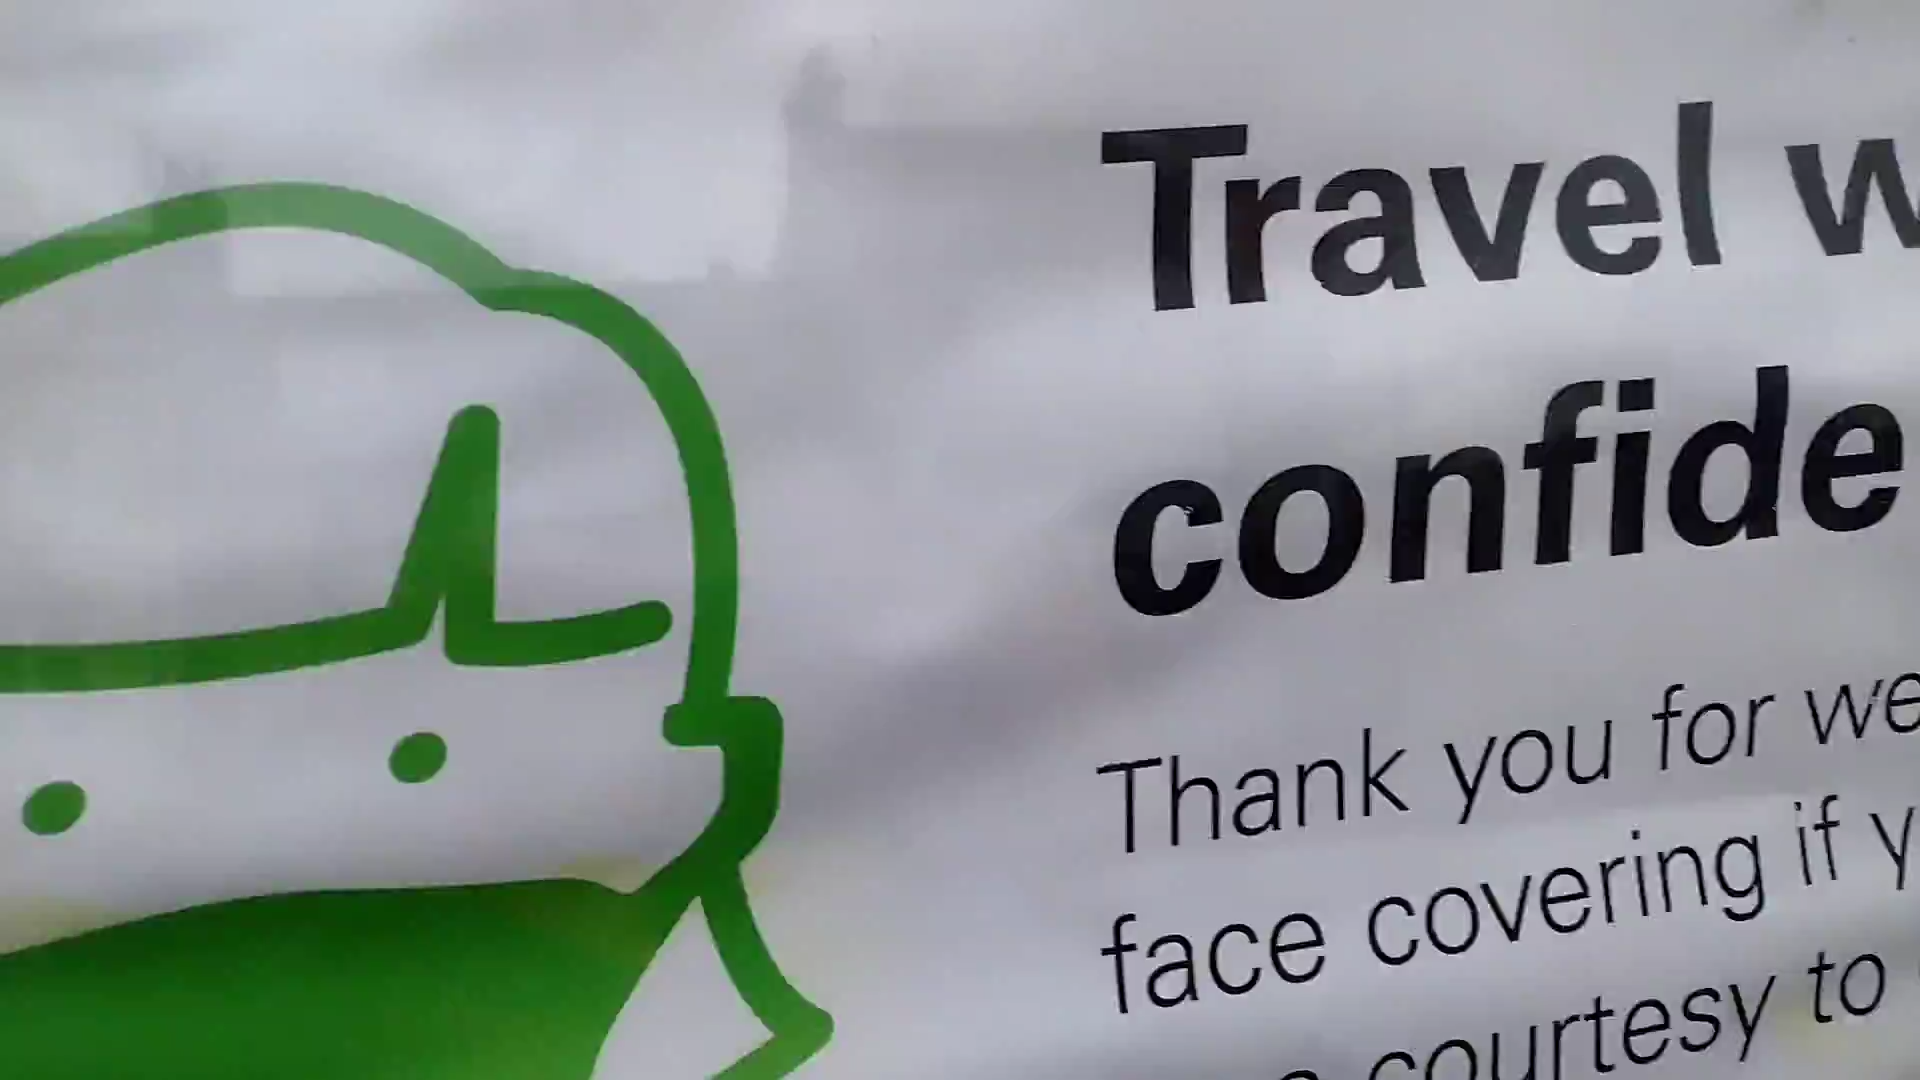 Travel w
confide
Thank you for we
face covering if y
courtesy to